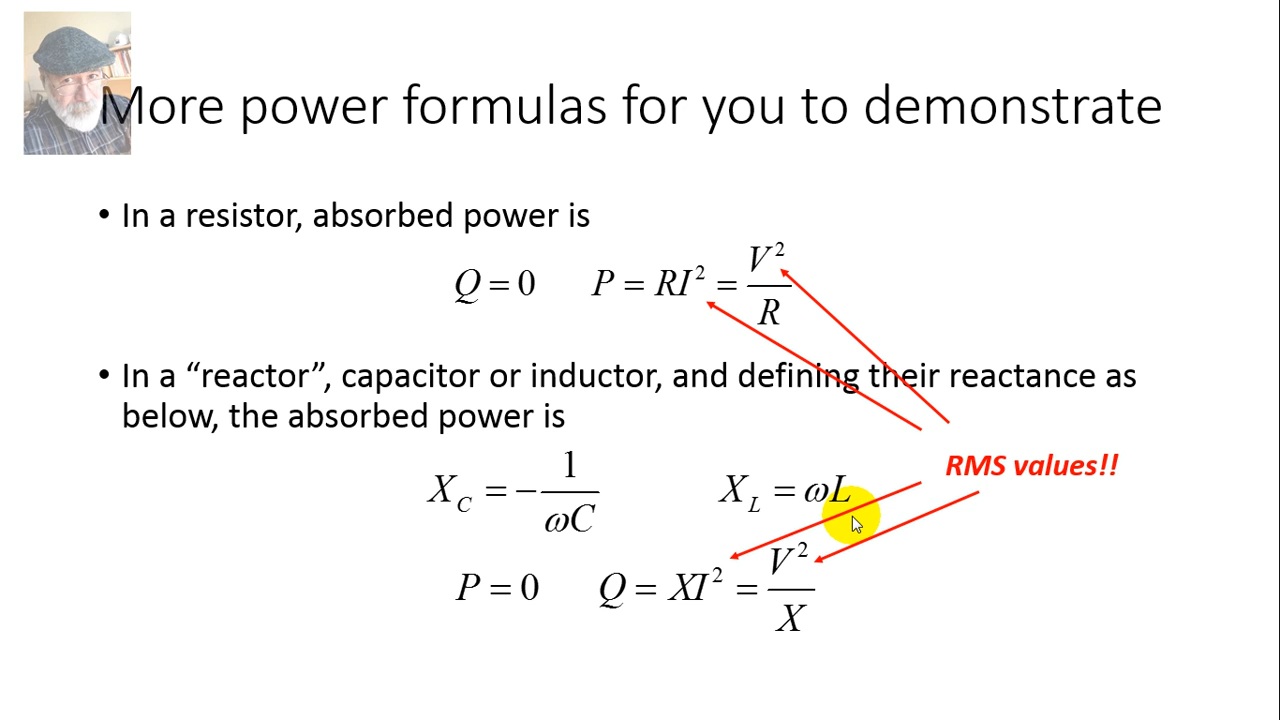 More power formulas for you to demonstrate
• In a resistor, absorbed power is
Q = 0 P = RI² = V²/R
• In a “reactor”, capacitor or inductor, and defining their reactance as
below, the absorbed power is
RMS values!!
X_C = −1/(ωC) X_L = ωL
P = 0 Q = XI² = V²/X